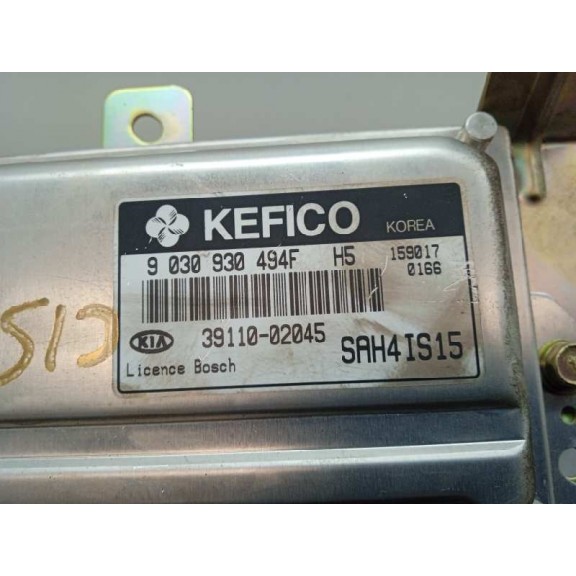 KEFICO KOREA
9 030 930 494F H5 159017
0166
KIA 39110-02045 SAH4IS15
Licence Bosch